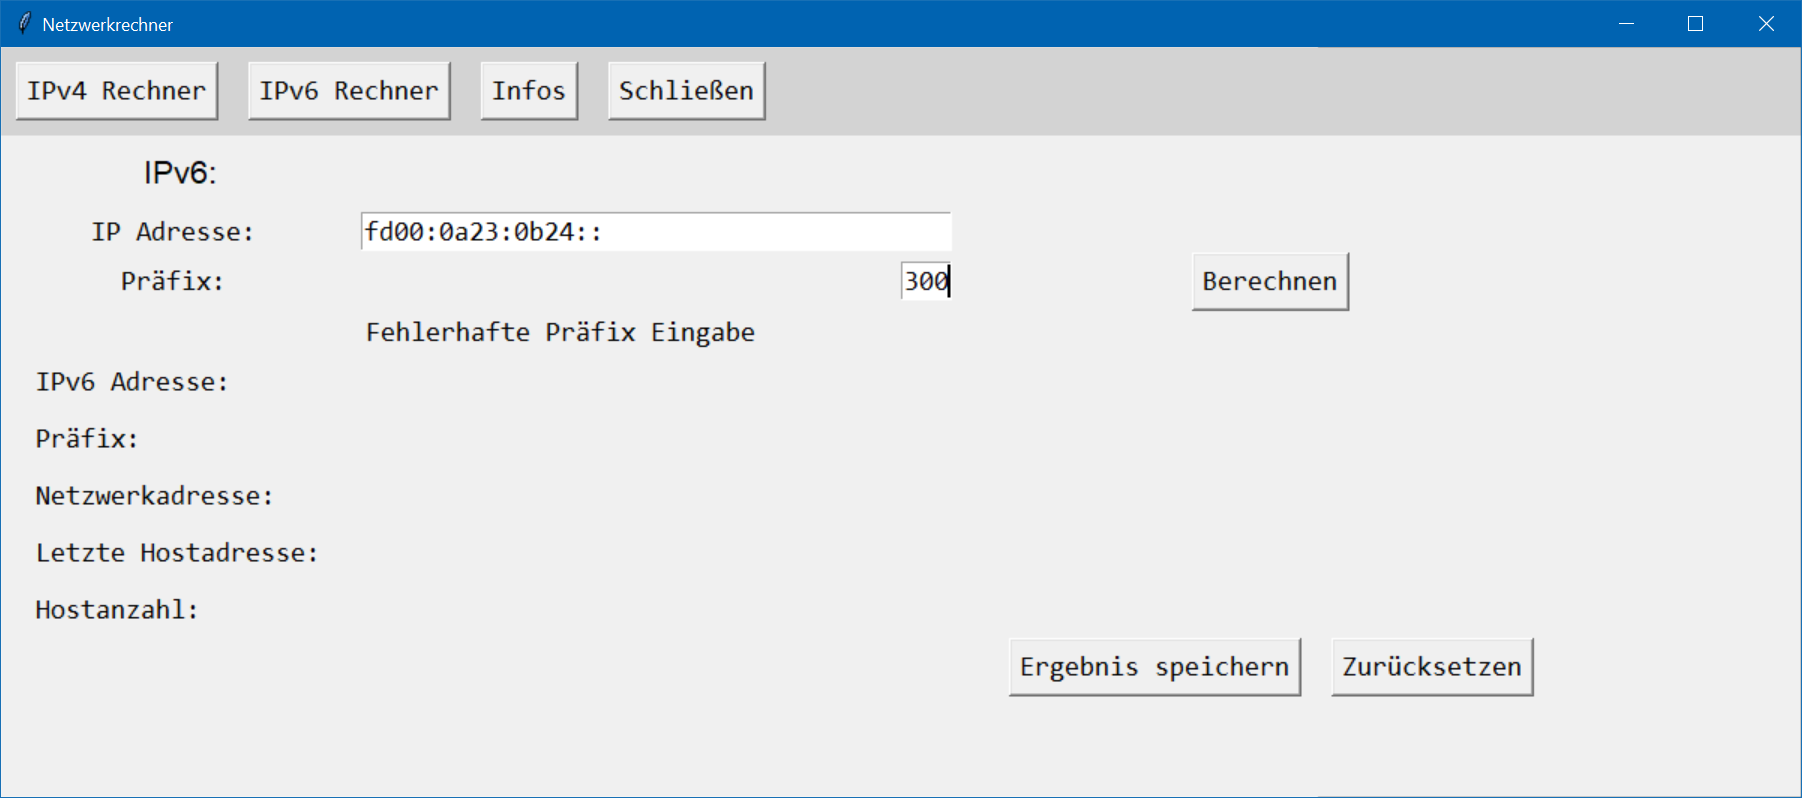 Netzwerkrechner
IPv4 Rechner IPv6 Rechner Infos Schließen
IPv6:
IP Adresse: fd00:0a23:0b24::
Präfix: 300 Berechnen
Fehlerhafte Präfix Eingabe
IPv6 Adresse:
Präfix:
Netzwerkadresse:
Letzte Hostadresse:
Hostanzahl:
Ergebnis speichern Zurücksetzen